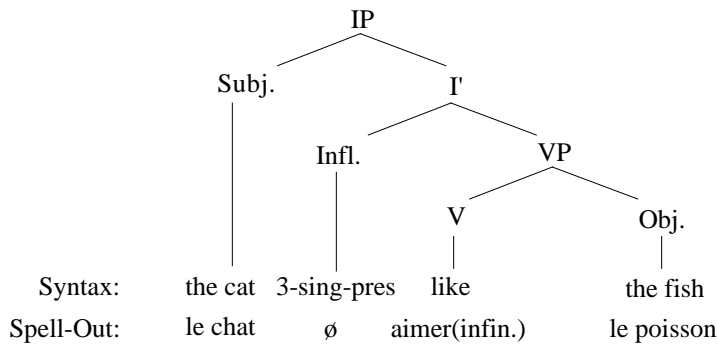 IP
Subj.
I'
Infl.
VP
V
Obj.
Syntax: the cat 3-sing-pres like the fish
Spell-Out: le chat ø aimer(infin.) le poisson